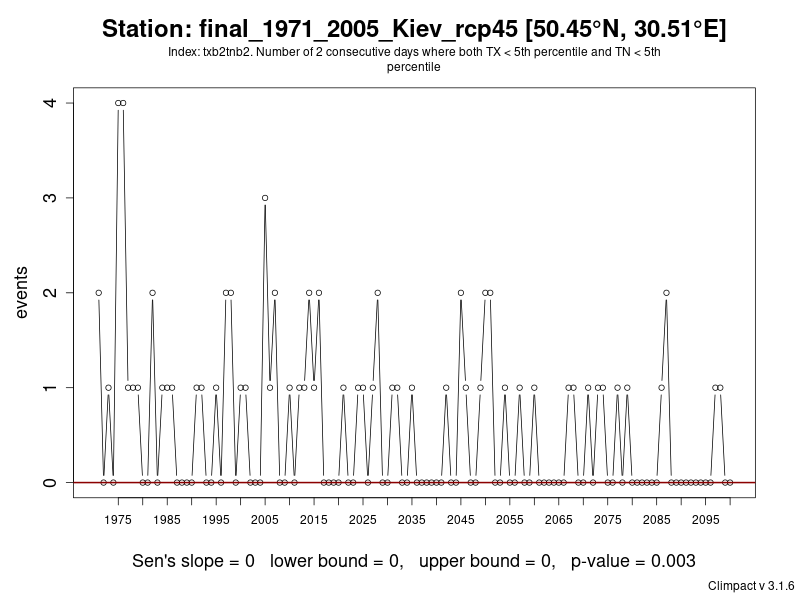 Station: final_1971_2005_Kiev_rcp45 [50.45°N, 30.51°E]
Index: txb2tnb2. Number of 2 consecutive days where both TX < 5th percentile and TN < 5th
percentile
events
4
3
2
1
0
1975 1985 1995 2005 2015 2025 2035 2045 2055 2065 2075 2085 2095
Sen's slope = 0 lower bound = 0, upper bound = 0, p-value = 0.003
Climpact v 3.1.6